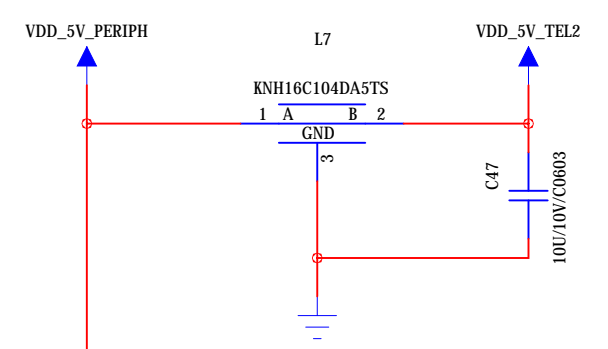 VDD_5V_PERIPH
L7
VDD_5V_TEL2
KNH16C104DA5TS
1 A B 2
GND
3
C47
10U/10V/C0603